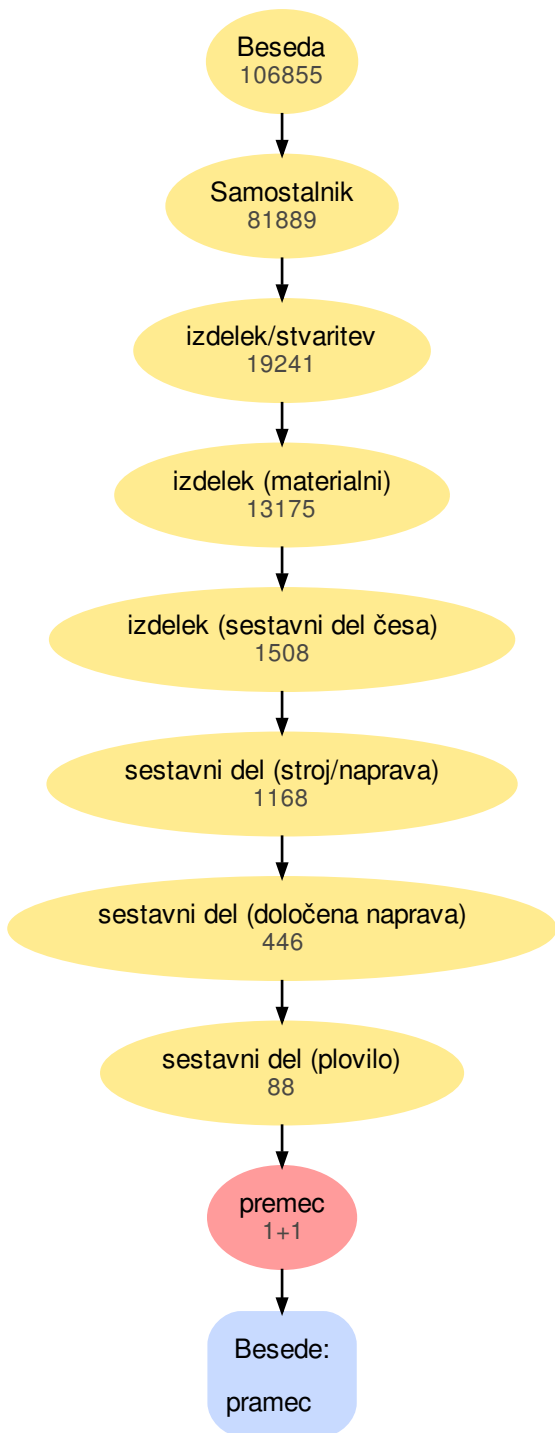 Beseda
106855
Samostalnik
81889
izdelek/stvaritev
19241
izdelek (materialni)
13175
izdelek (sestavni del česa)
1508
sestavni del (stroj/naprava)
1168
sestavni del (določena naprava)
446
sestavni del (plovilo)
88
premec
1+1
Besede:
pramec